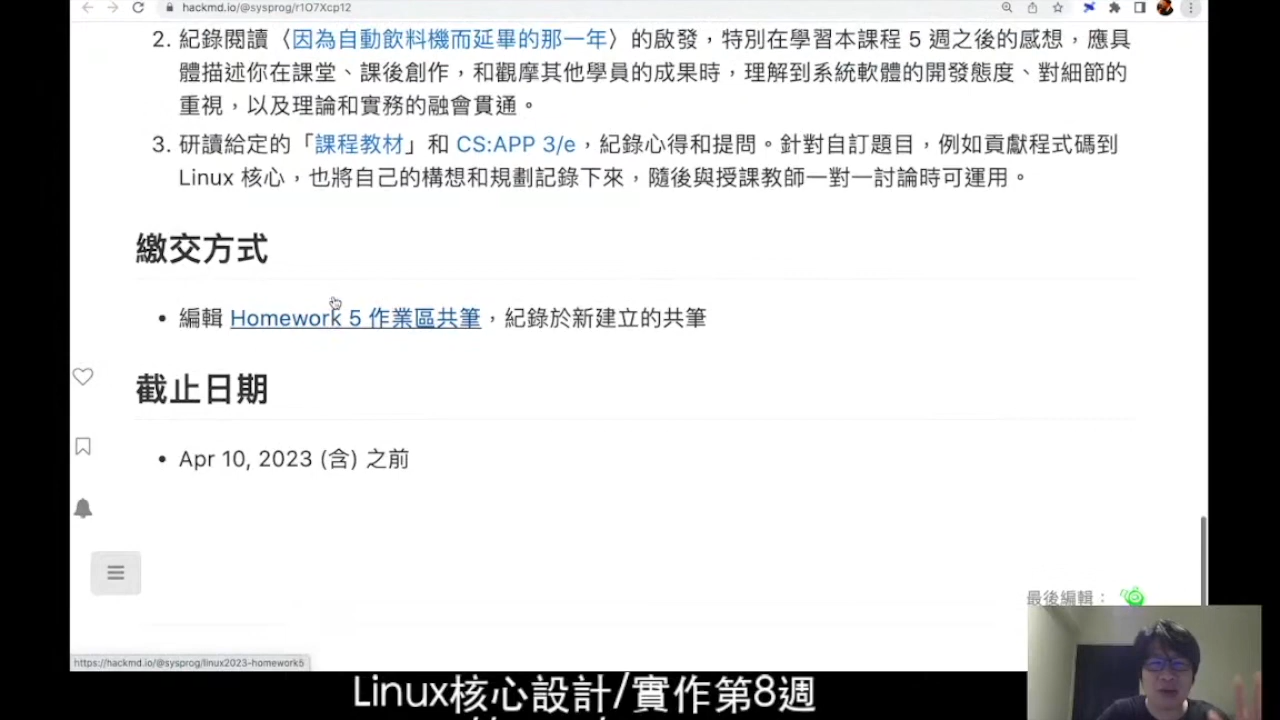 hackmd.io/@sysprog/r1O7Xcp12
2. 紀錄閱讀〈因為自動飲料機而延畢的那一年〉的啟發，特別在學習本課程 5 週之後的感想，應具
體描述你在課堂、課後創作，和觀摩其他學員的成果時，理解到系統軟體的開發態度、對細節的
重視，以及理論和實務的融會貫通。
3. 研讀給定的「課程教材」和 CS:APP 3/e，紀錄心得和提問。針對自訂題目，例如貢獻程式碼到
Linux 核心，也將自己的構想和規劃記錄下來，隨後與授課教師一對一討論時可運用。
繳交方式
• 編輯 Homework 5 作業區共筆，紀錄於新建立的共筆
截止日期
• Apr 10, 2023 (含) 之前
最後編輯：
https://hackmd.io/@sysprog/linux2023-homework5
Linux核心設計/實作第8週